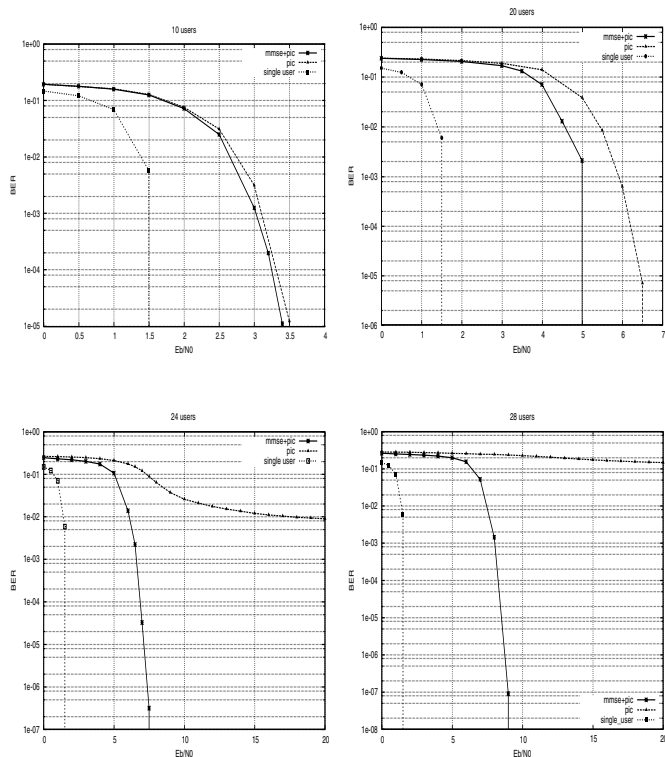 10 users
1e+00
1e-01
1e-02
1e-03
1e-04
1e-05
BER
mmse+pic
pic
single user
0 0.5 1 1.5 2 2.5 3 3.5 4
Eb/N0
20 users
1e+00
1e-01
1e-02
1e-03
1e-04
1e-05
1e-06
BER
mmse+pic
pic
single user
0 1 2 3 4 5 6 7
Eb/N0
24 users
1e+00
1e-01
1e-02
1e-03
1e-04
1e-05
1e-06
1e-07
BER
mmse+pic
pic
single user
0 5 10 15 20
Eb/N0
28 users
1e+00
1e-01
1e-02
1e-03
1e-04
1e-05
1e-06
1e-07
1e-08
BER
mmse+pic
pic
single_user
0 5 10 15 20
Eb/N0